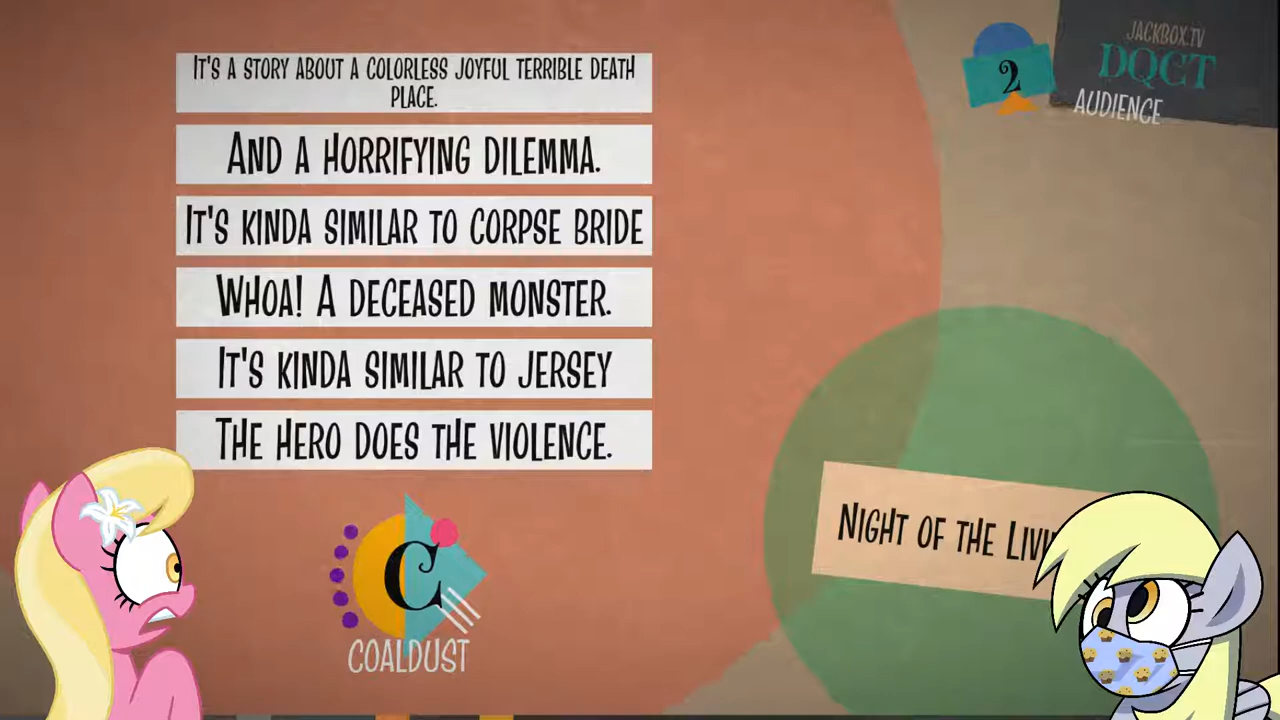 It's a story about a colorless joyful terrible death
place.
And a horrifying dilemma.
It's kinda similar to Corpse Bride
Whoa! A deceased monster.
It's kinda similar to Jersey
The hero does the violence.
C
COALDUST
2
JACKBOX.TV
DQCT
AUDIENCE
Night of the